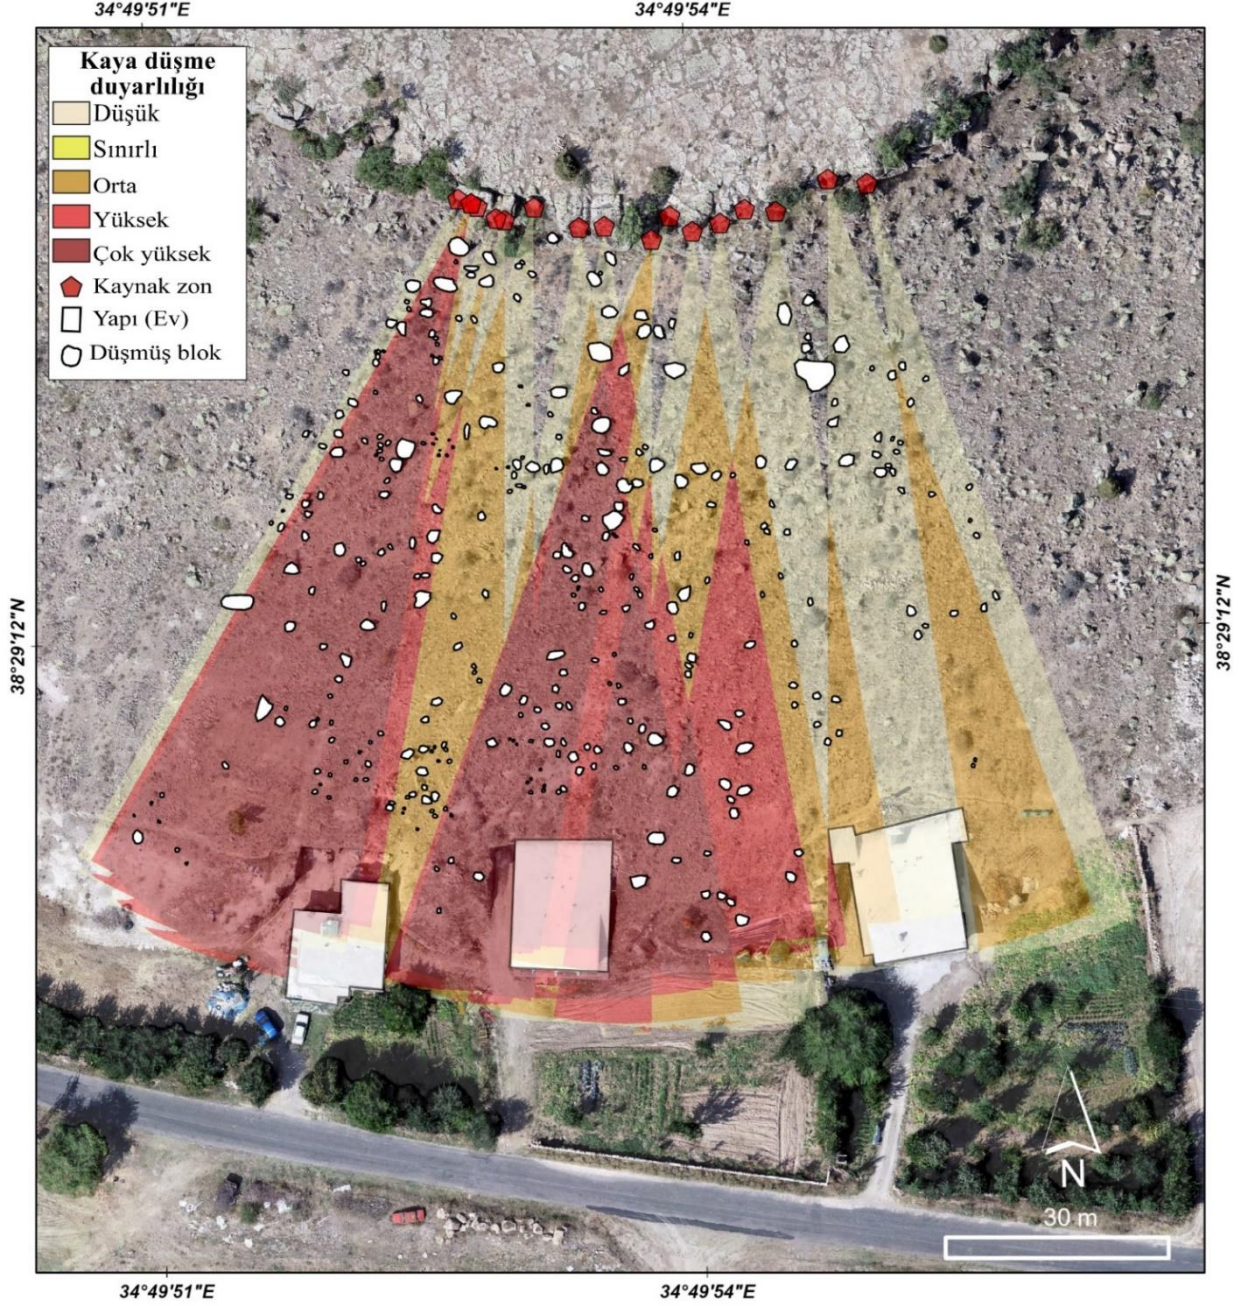 34°49'51"E
34°49'54"E
Kaya düşme
duyarlılığı
Düşük
Sınırlı
Orta
Yüksek
Çok yüksek
Kaynak zon
Yapı (Ev)
Düşmüş blok
38°29'12"N
38°29'12"N
N
30 m
34°49'51"E
34°49'54"E